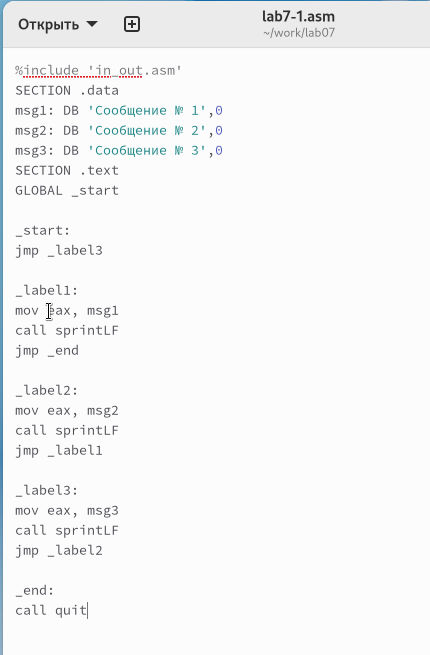 Открыть
lab7-1.asm
~/work/lab07
%include 'in_out.asm'
SECTION .data
msg1: DB 'Сообщение № 1',0
msg2: DB 'Сообщение № 2',0
msg3: DB 'Сообщение № 3',0
SECTION .text
GLOBAL _start
_start:
jmp _label3
_label1:
mov eax, msg1
call sprintLF
jmp _end
_label2:
mov eax, msg2
call sprintLF
jmp _label1
_label3:
mov eax, msg3
call sprintLF
jmp _label2
_end:
call quit